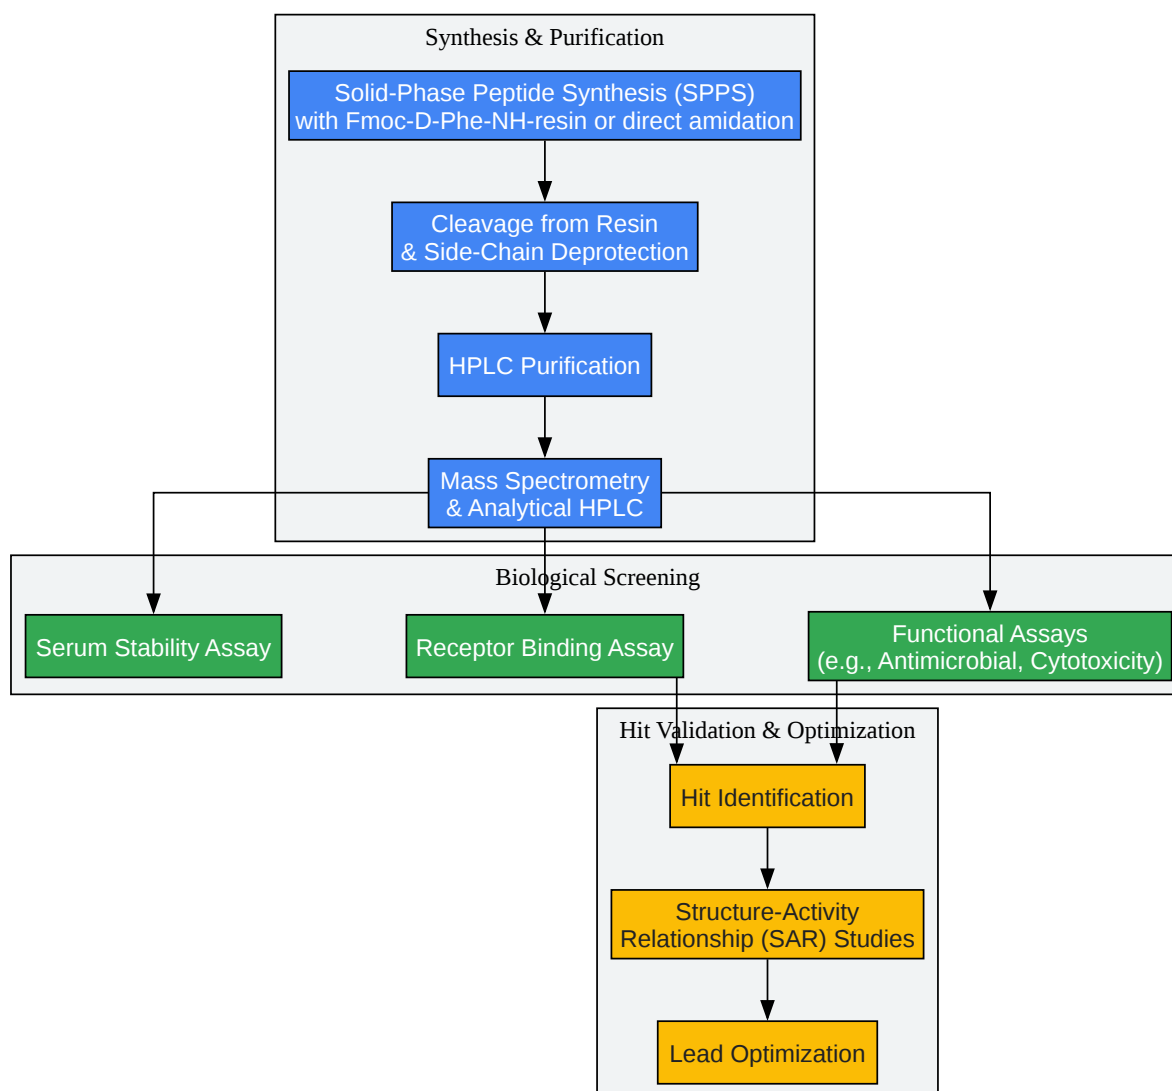 Synthesis & Purification
Solid-Phase Peptide Synthesis (SPPS)
with Fmoc-D-Phe-NH-resin or direct amidation
Cleavage from Resin
& Side-Chain Deprotection
HPLC Purification
Mass Spectrometry
& Analytical HPLC
Biological Screening
Serum Stability Assay
Receptor Binding Assay
Functional Assays
(e.g., Antimicrobial, Cytotoxicity)
Hit Validation & Optimization
Hit Identification
Structure-Activity
Relationship (SAR) Studies
Lead Optimization